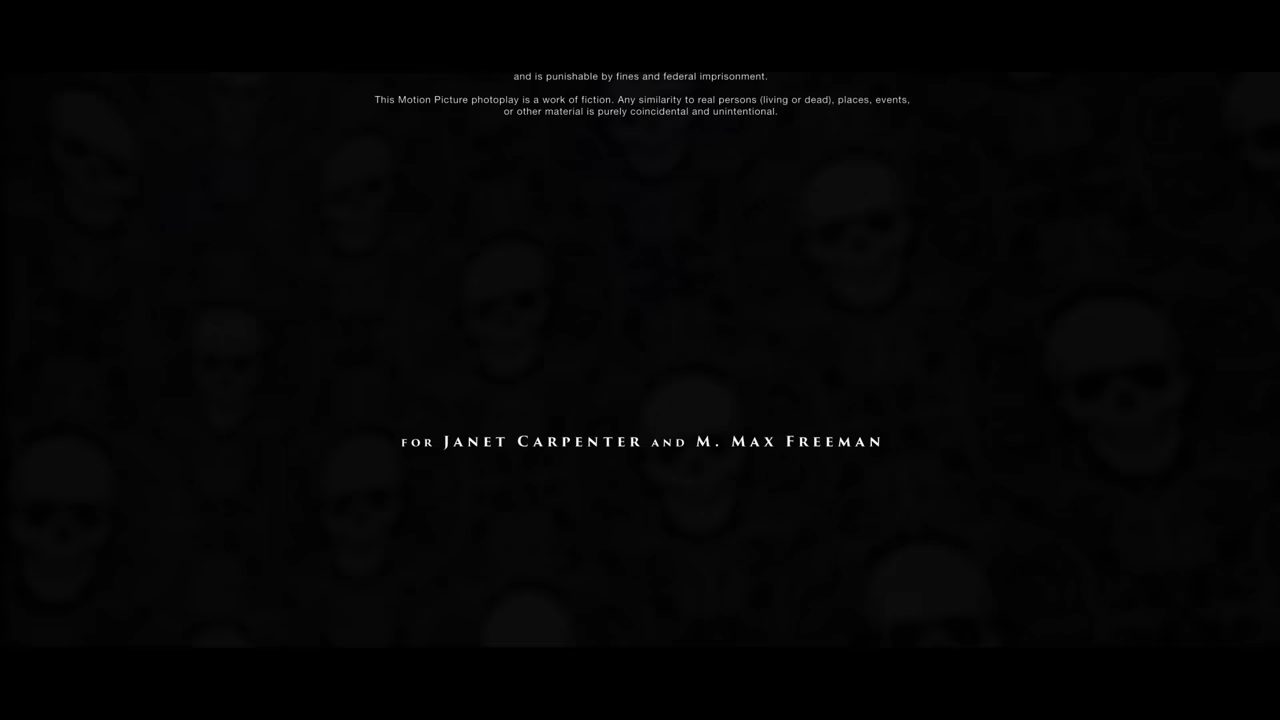 and is punishable by fines and federal imprisonment.
This Motion Picture photoplay is a work of fiction. Any similarity to real persons (living or dead), places, events,
or other material is purely coincidental and unintentional.
FOR JANET CARPENTER AND M. MAX FREEMAN